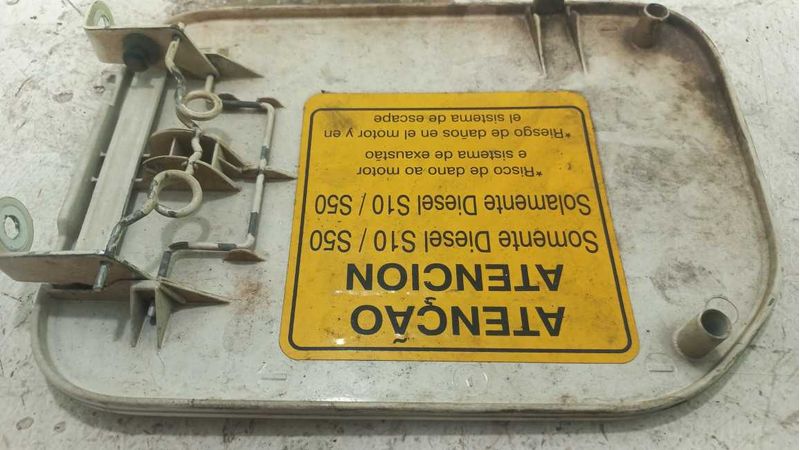 ATENÇÃO
ATENCION
Somente Diesel S10 / S50
Solamente Diesel S10 / S50
*Risco de dano ao motor
e sistema de exaustão
*Riesgo de daños en el motor y en
el sistema de escape